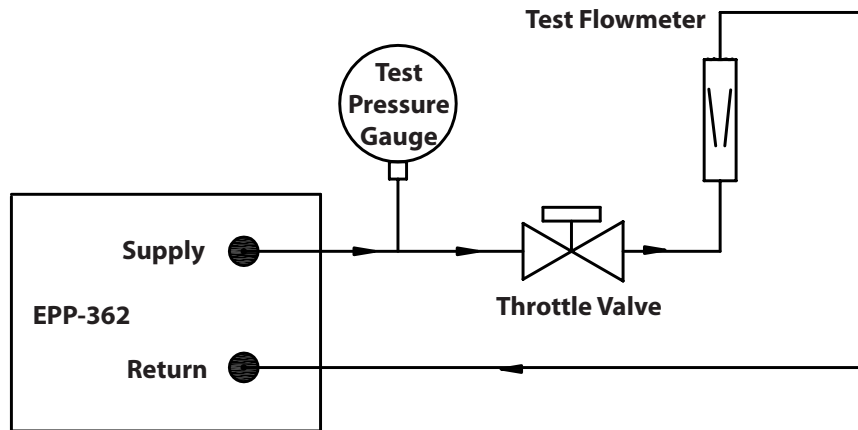 Test Flowmeter
Test
Pressure
Gauge
Supply
EPP-362
Throttle Valve
Return